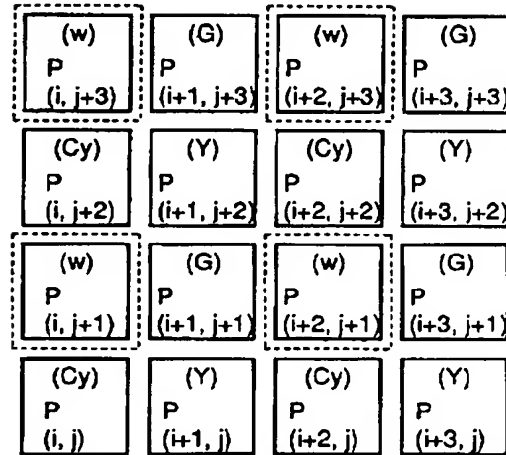 (w) (G) (w) (G)
P P P P
(i, j+3) (i+1, j+3) (i+2, j+3) (i+3, j+3)
(Cy) (Y) (Cy) (Y)
P P P P
(i, j+2) (i+1, j+2) (i+2, j+2) (i+3, j+2)
(w) (G) (w) (G)
P P P P
(i, j+1) (i+1, j+1) (i+2, j+1) (i+3, j+1)
(Cy) (Y) (Cy) (Y)
P P P P
(i, j) (i+1, j) (i+2, j) (i+3, j)